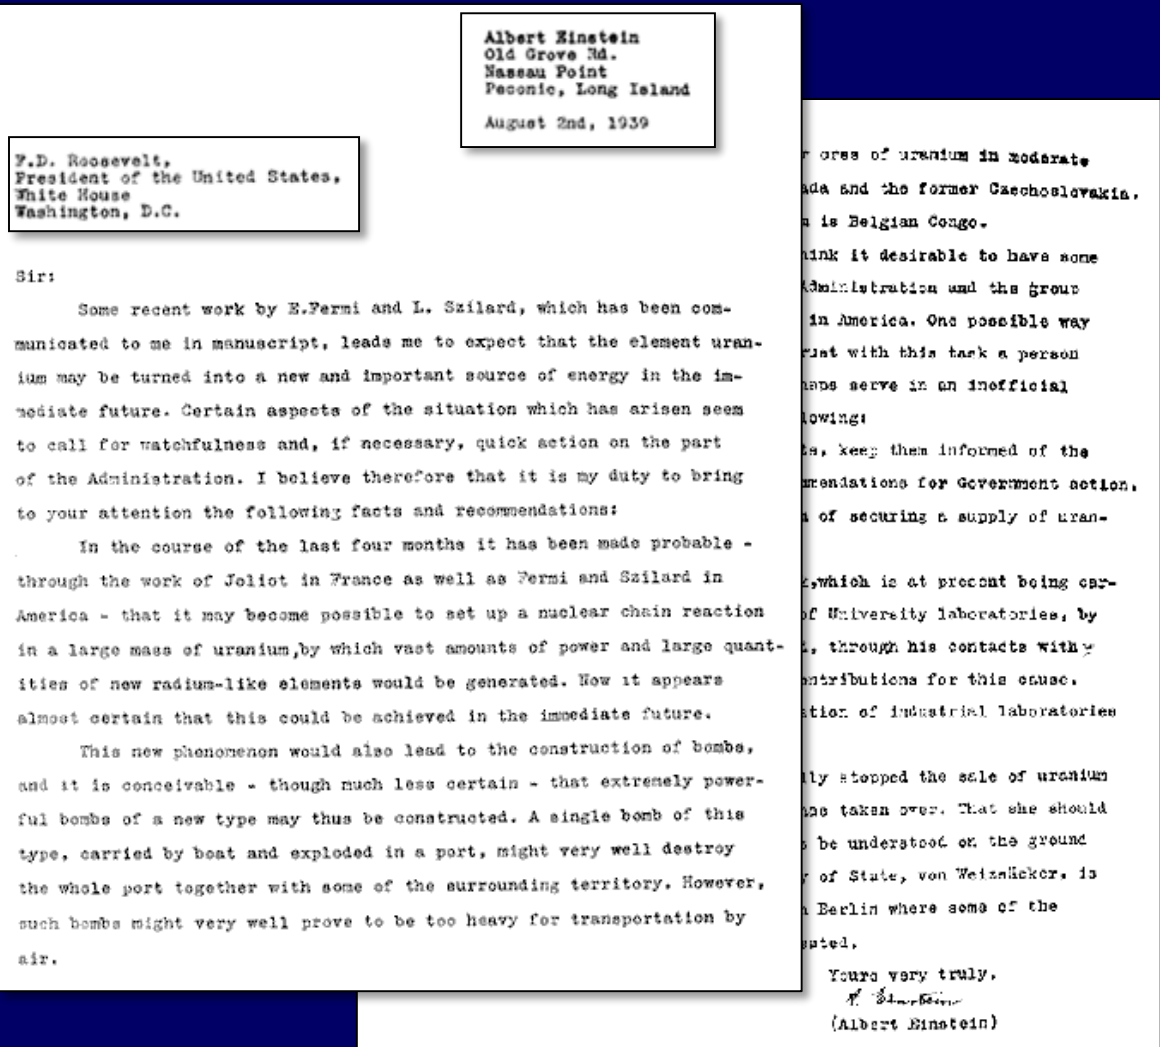 Albert Einstein
Old Grove Rd.
Nassau Point
Peconic, Long Island
August 2nd, 1939
F.D. Roosevelt,
President of the United States,
White House
Washington, D.C.
Sir:
Some recent work by E.Fermi and L. Szilard, which has been com-
municated to me in manuscript, leads me to expect that the element uran-
ium may be turned into a new and important source of energy in the im-
mediate future. Certain aspects of the situation which has arisen seem
to call for watchfulness and, if necessary, quick action on the part
of the Administration. I believe therefore that it is my duty to bring
to your attention the following facts and recommendations:
In the course of the last four months it has been made probable -
through the work of Joliot in France as well as Fermi and Szilard in
America - that it may become possible to set up a nuclear chain reaction
in a large mass of uranium,by which vast amounts of power and large quant-
ities of new radium-like elements would be generated. Now it appears
almost certain that this could be achieved in the immediate future.
This new phenomenon would also lead to the construction of bombs,
and it is conceivable - though much less certain - that extremely power-
ful bombs of a new type may thus be constructed. A single bomb of this
type, carried by boat and exploded in a port, might very well destroy
the whole port together with some of the surrounding territory. However,
such bombs might very well prove to be too heavy for transportation by
air.
ores of uranium in moderate
and the former Czechoslovakia.
is Belgian Congo.
it desirable to have some
Administration and the group
in America. One possible way
with this task a person
serve in an inofficial
keep them informed of the
for Government action,
of securing a supply of uran-
which is at present being car-
of University laboratories, by
through his contacts with y
for this cause,
of industrial laboratories
stopped the sale of uranium
taken over. That she should
be understood on the ground
of State, von Weizsäcker, is
Berlin where some of the
Yours very truly,
A. Einstein
(Albert Einstein)